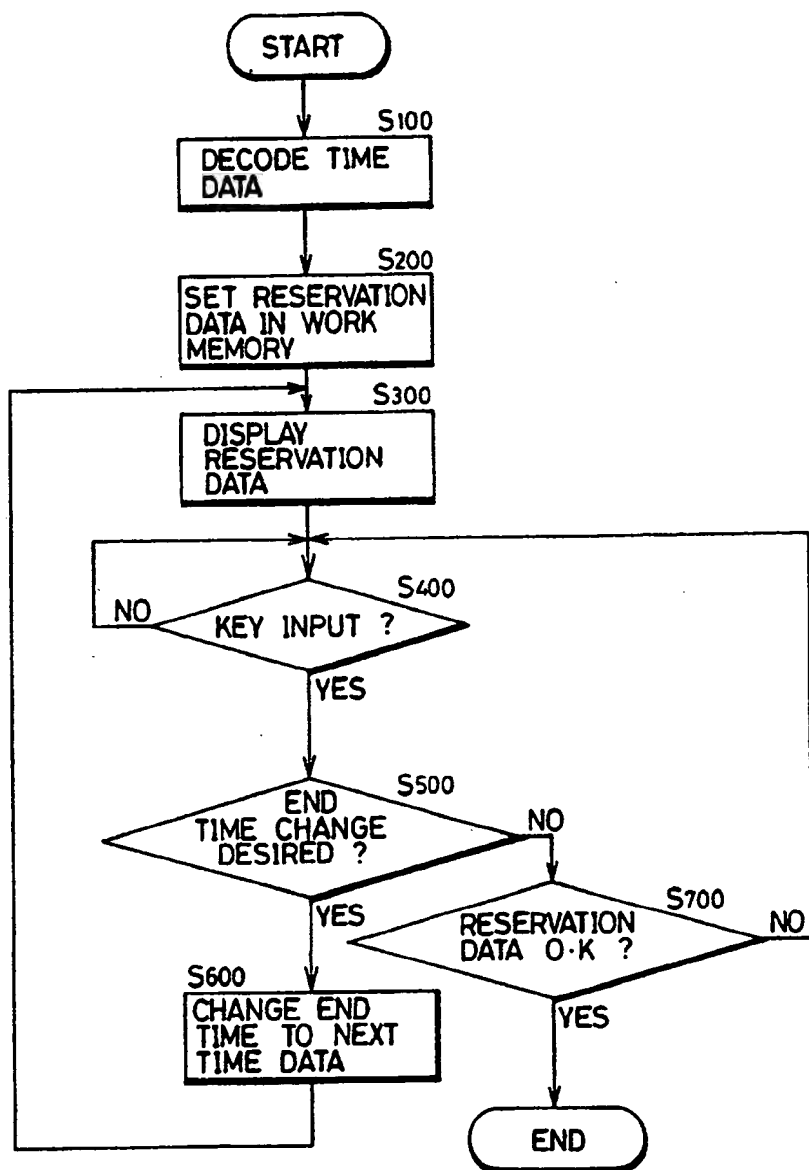 START
S100
DECODE TIME
DATA
S200
SET RESERVATION
DATA IN WORK
MEMORY
S300
DISPLAY
RESERVATION
DATA
S400
NO
KEY INPUT ?
YES
S500
END
TIME CHANGE
DESIRED ?
NO
YES
S700
RESERVATION
DATA O·K ?
NO
S600
CHANGE END
TIME TO NEXT
TIME DATA
YES
END